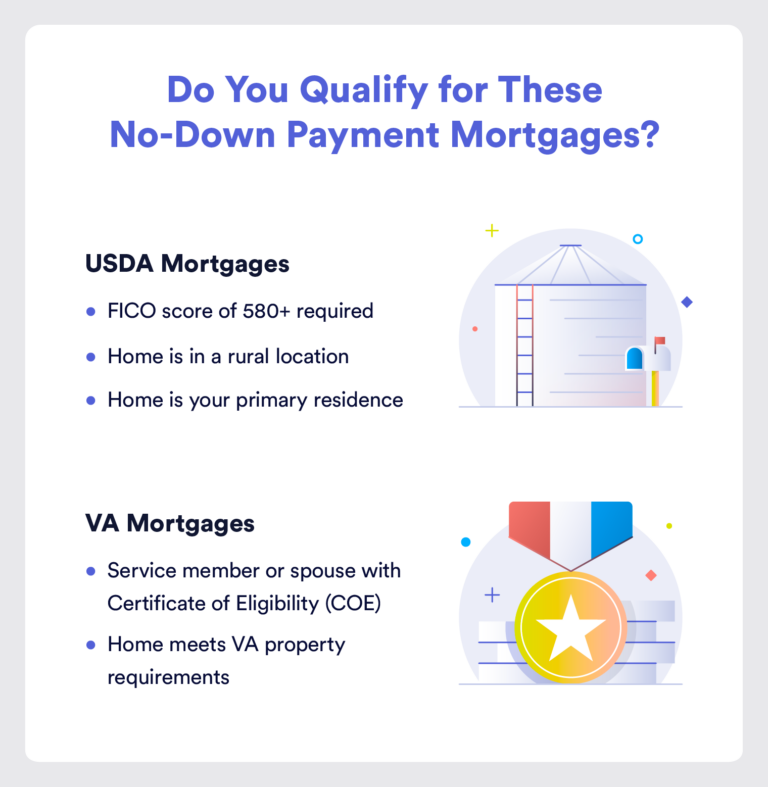 Do You Qualify for These
No-Down Payment Mortgages?
USDA Mortgages
FICO score of 580+ required
Home is in a rural location
Home is your primary residence
VA Mortgages
Service member or spouse with
Certificate of Eligibility (COE)
Home meets VA property
requirements